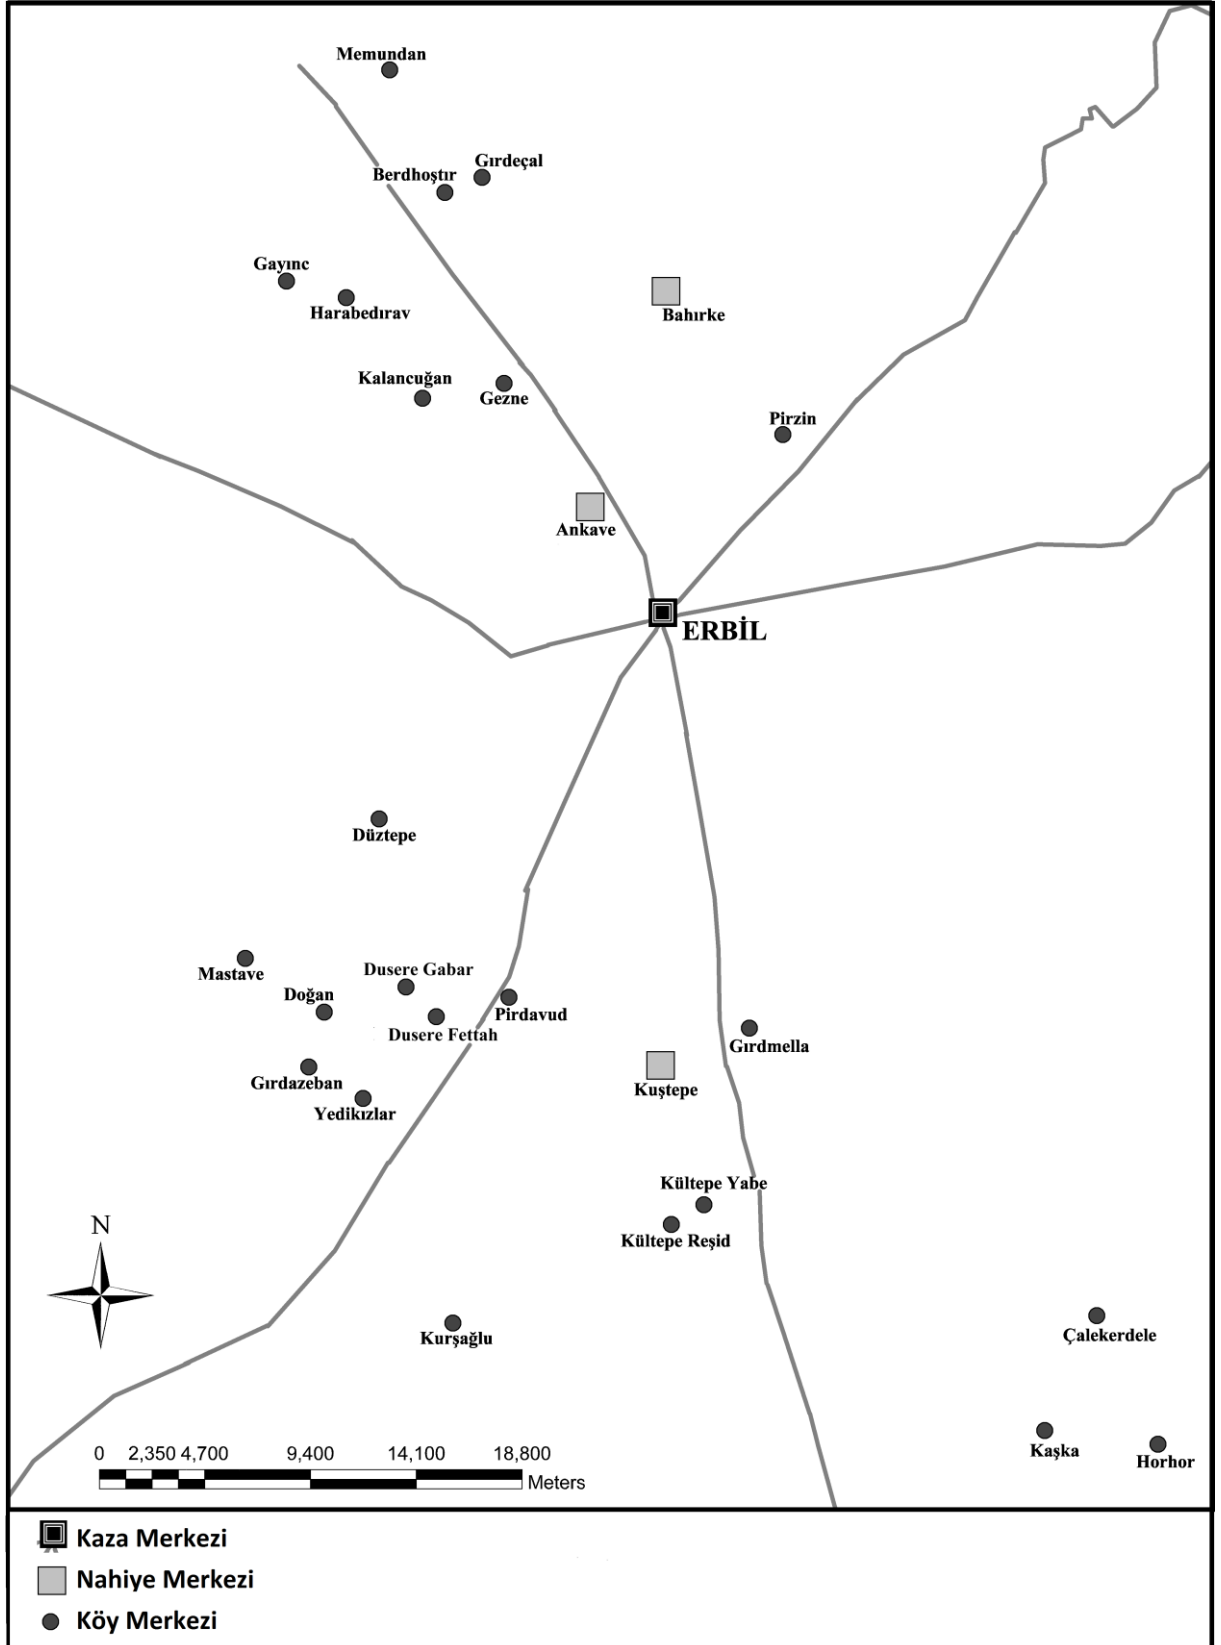 Memundan
Gırdeçal
Berdhoştır
Gayınc
Harabedırav
Bahırke
Kalancuğan
Gezne
Pirzin
Ankave
ERBİL
Düztepe
Mastave
Dusere Gabar
Doğan
Pirdavud
Dusere Fettah
Gırdmella
Gırdazeban
Kuştepe
Yedikızlar
Kültepe Yabe
N
Kültepe Reşid
Kurşağlu
Çalekerdele
Kaşka
Horhor
0 2,350 4,700 9,400 14,100 18,800
Meters
Kaza Merkezi
Nahiye Merkezi
Köy Merkezi